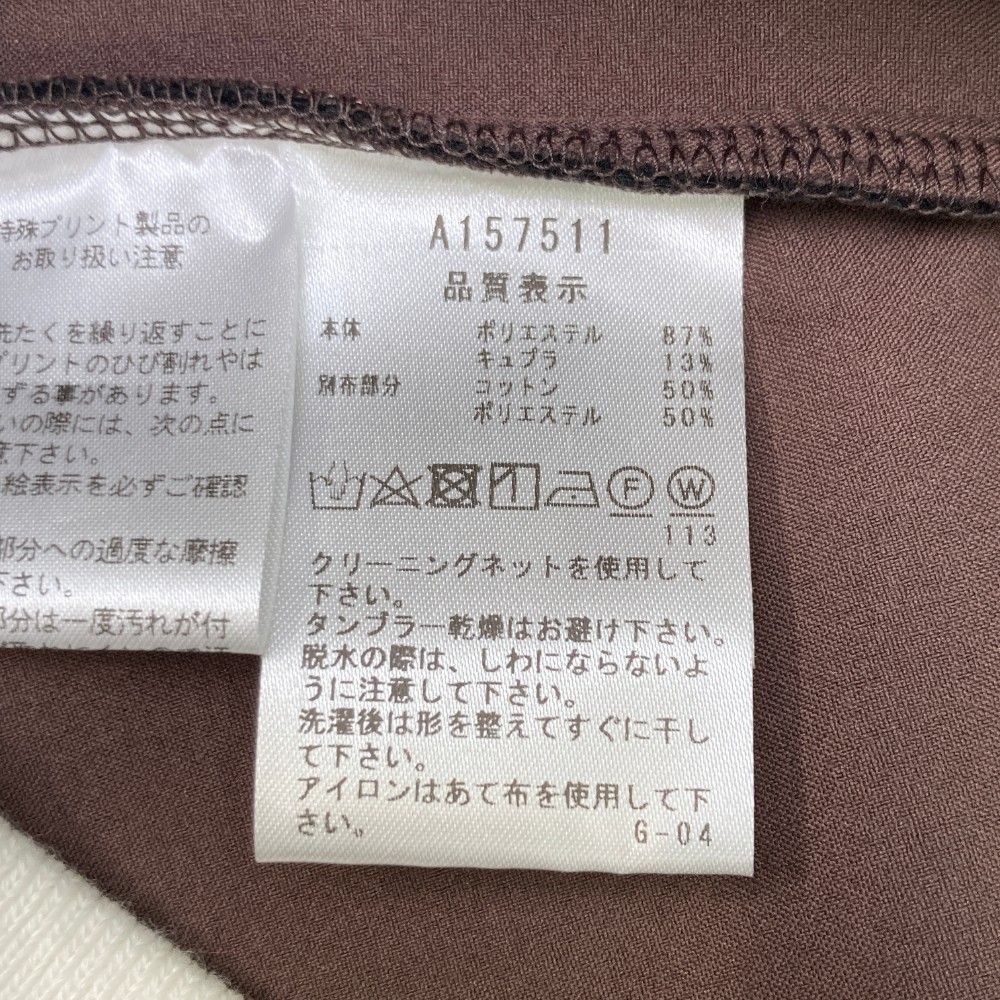 特殊プリント製品の
お取り扱い注意
洗たくを繰り返すことに
プリントのひび割れやは
ずる事があります。
いの際には、次の点に
意下さい。
絵表示を必ずご確認
部分への過度な摩擦
下さい。
部分は一度汚れが付
A157511
品質表示
本体 ポリエステル 87%
キュプラ 13%
別布部分 コットン 50%
ポリエステル 50%
F W
113
クリーニングネットを使用して
下さい。
タンブラー乾燥はお避け下さい。
脱水の際は、しわにならないよ
うに注意して下さい。
洗濯後は形を整えてすぐに干し
て下さい。
アイロンはあて布を使用して下
さい。 G-04